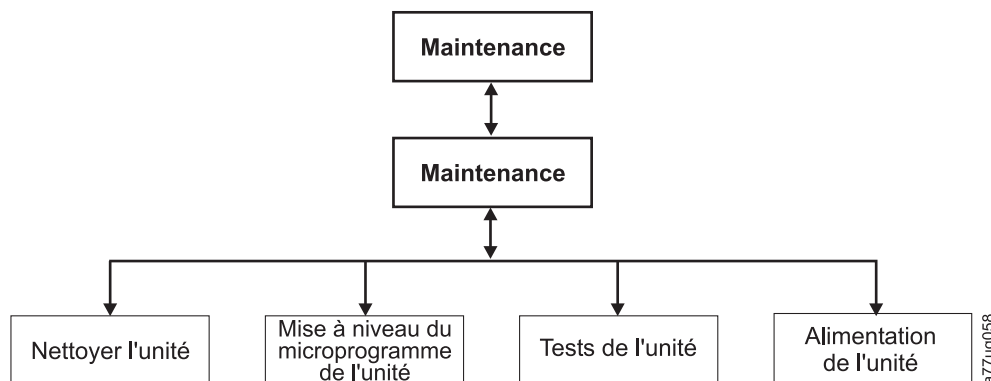 Maintenance
Maintenance
Nettoyer l'unité
Mise à niveau du
microprogramme
de l'unité
Tests de l'unité
Alimentation
de l'unité
a77ug058